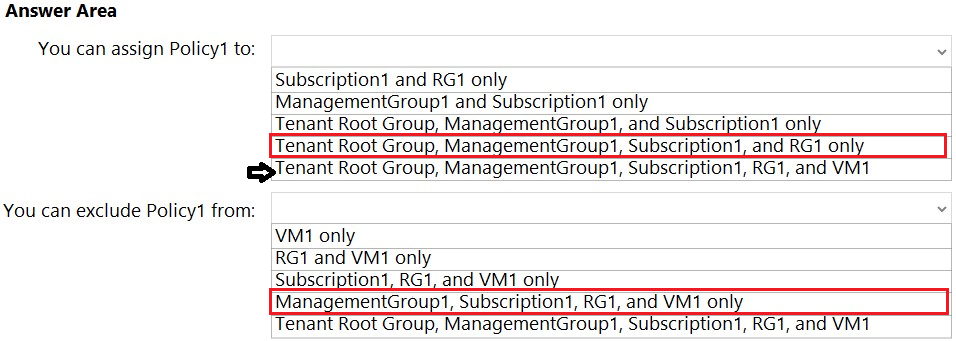 Answer Area
You can assign Policy1 to:
Subscription1 and RG1 only
ManagementGroup1 and Subscription1 only
Tenant Root Group, ManagementGroup1, and Subscription1 only
Tenant Root Group, ManagementGroup1, Subscription1, and RG1 only
Tenant Root Group, ManagementGroup1, Subscription1, RG1, and VM1
You can exclude Policy1 from:
VM1 only
RG1 and VM1 only
Subscription1, RG1, and VM1 only
ManagementGroup1, Subscription1, RG1, and VM1 only
Tenant Root Group, ManagementGroup1, Subscription1, RG1, and VM1